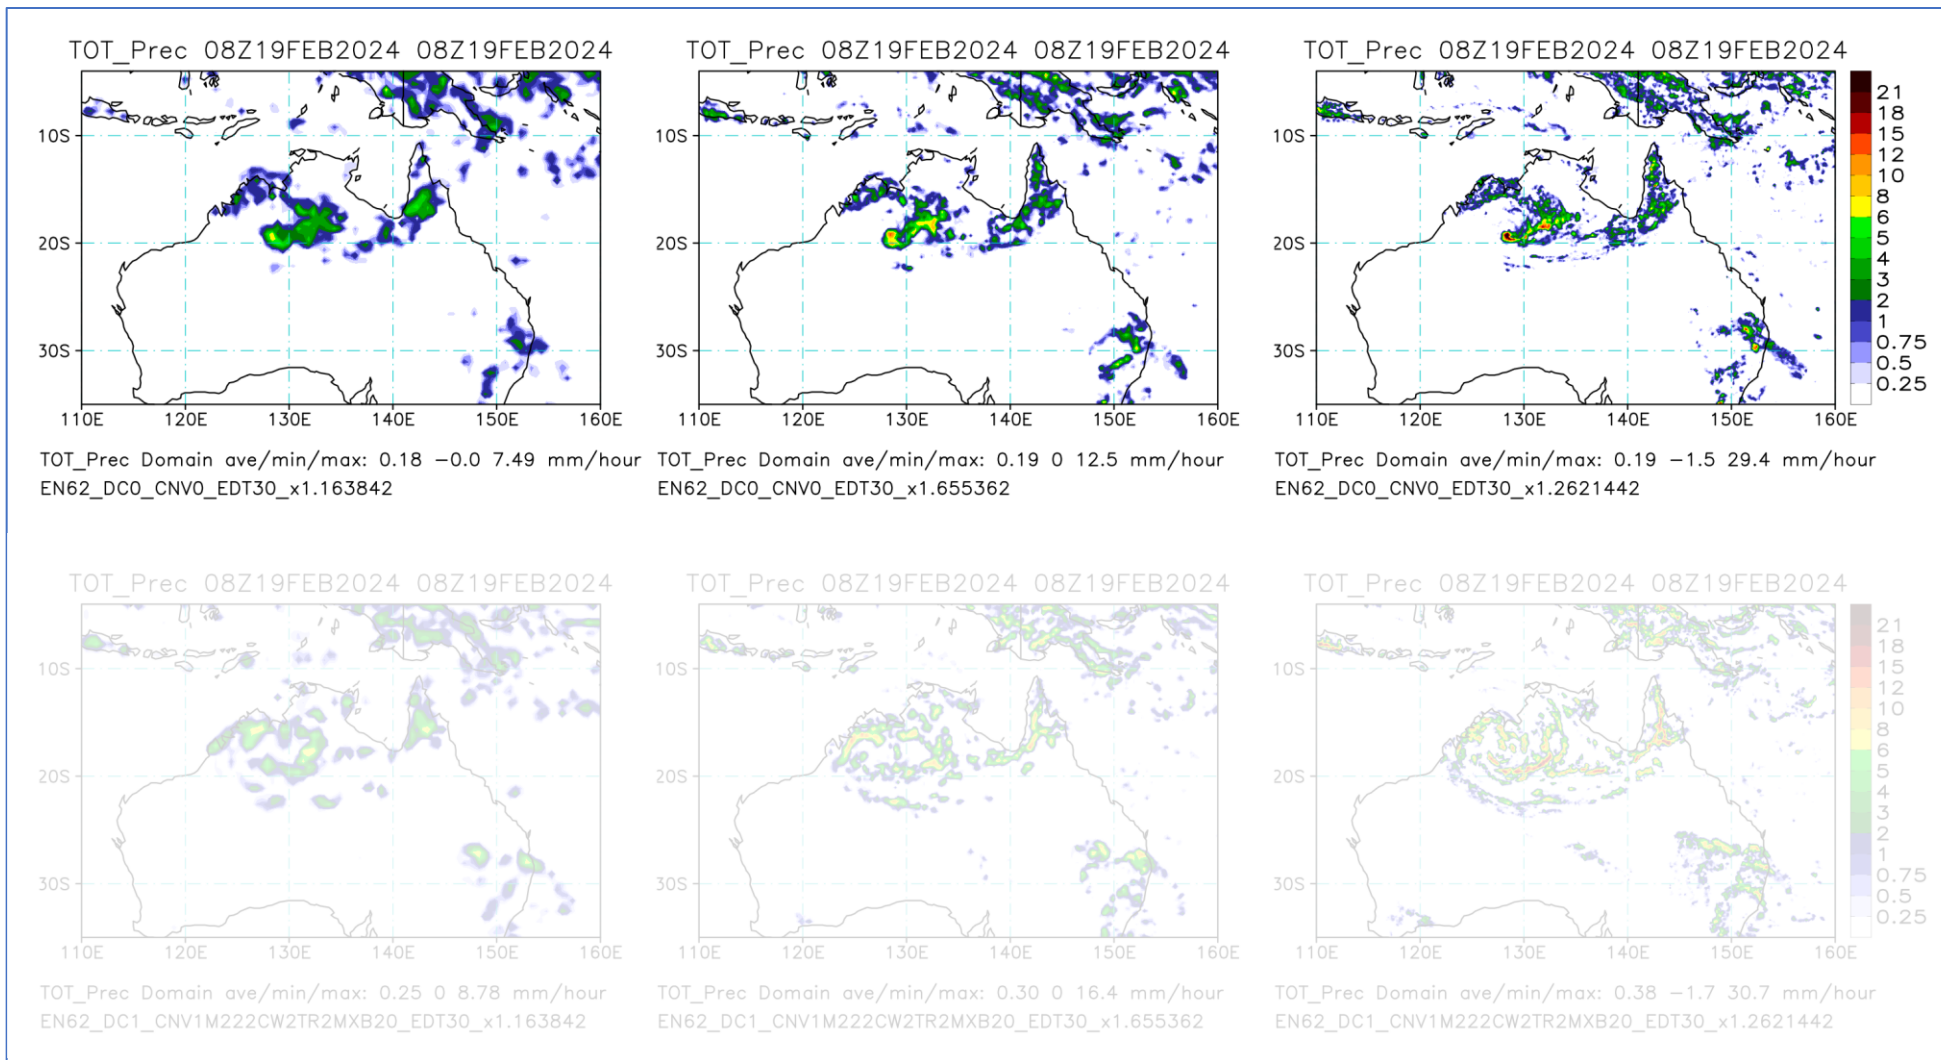 TOT_Prec 08Z19FEB2024 08Z19FEB2024
10S
20S
30S
110E 120E 130E 140E 150E 160E
TOT_Prec Domain ave/min/max: 0.18 −0.0 7.49 mm/hour
EN62_DC0_CNV0_EDT30_x1.163842
TOT_Prec 08Z19FEB2024 08Z19FEB2024
10S
20S
30S
110E 120E 130E 140E 150E 160E
TOT_Prec Domain ave/min/max: 0.19 0 12.5 mm/hour
EN62_DC0_CNV0_EDT30_x1.655362
TOT_Prec 08Z19FEB2024 08Z19FEB2024
10S
20S
30S
110E 120E 130E 140E 150E 160E
21
18
15
12
10
8
6
5
4
3
2
1
0.75
0.5
0.25
TOT_Prec Domain ave/min/max: 0.19 −1.5 29.4 mm/hour
EN62_DC0_CNV0_EDT30_x1.2621442
TOT_Prec 08Z19FEB2024 08Z19FEB2024
10S
20S
30S
110E 120E 130E 140E 150E 160E
TOT_Prec Domain ave/min/max: 0.25 0 8.78 mm/hour
EN62_DC1_CNV1M222CW2TR2MXB20_EDT30_x1.163842
TOT_Prec 08Z19FEB2024 08Z19FEB2024
10S
20S
30S
110E 120E 130E 140E 150E 160E
TOT_Prec Domain ave/min/max: 0.30 0 16.4 mm/hour
EN62_DC1_CNV1M222CW2TR2MXB20_EDT30_x1.655362
TOT_Prec 08Z19FEB2024 08Z19FEB2024
10S
20S
30S
110E 120E 130E 140E 150E 160E
21
18
15
12
10
8
6
5
4
3
2
1
0.75
0.5
0.25
TOT_Prec Domain ave/min/max: 0.38 −1.7 30.7 mm/hour
EN62_DC1_CNV1M222CW2TR2MXB20_EDT30_x1.2621442